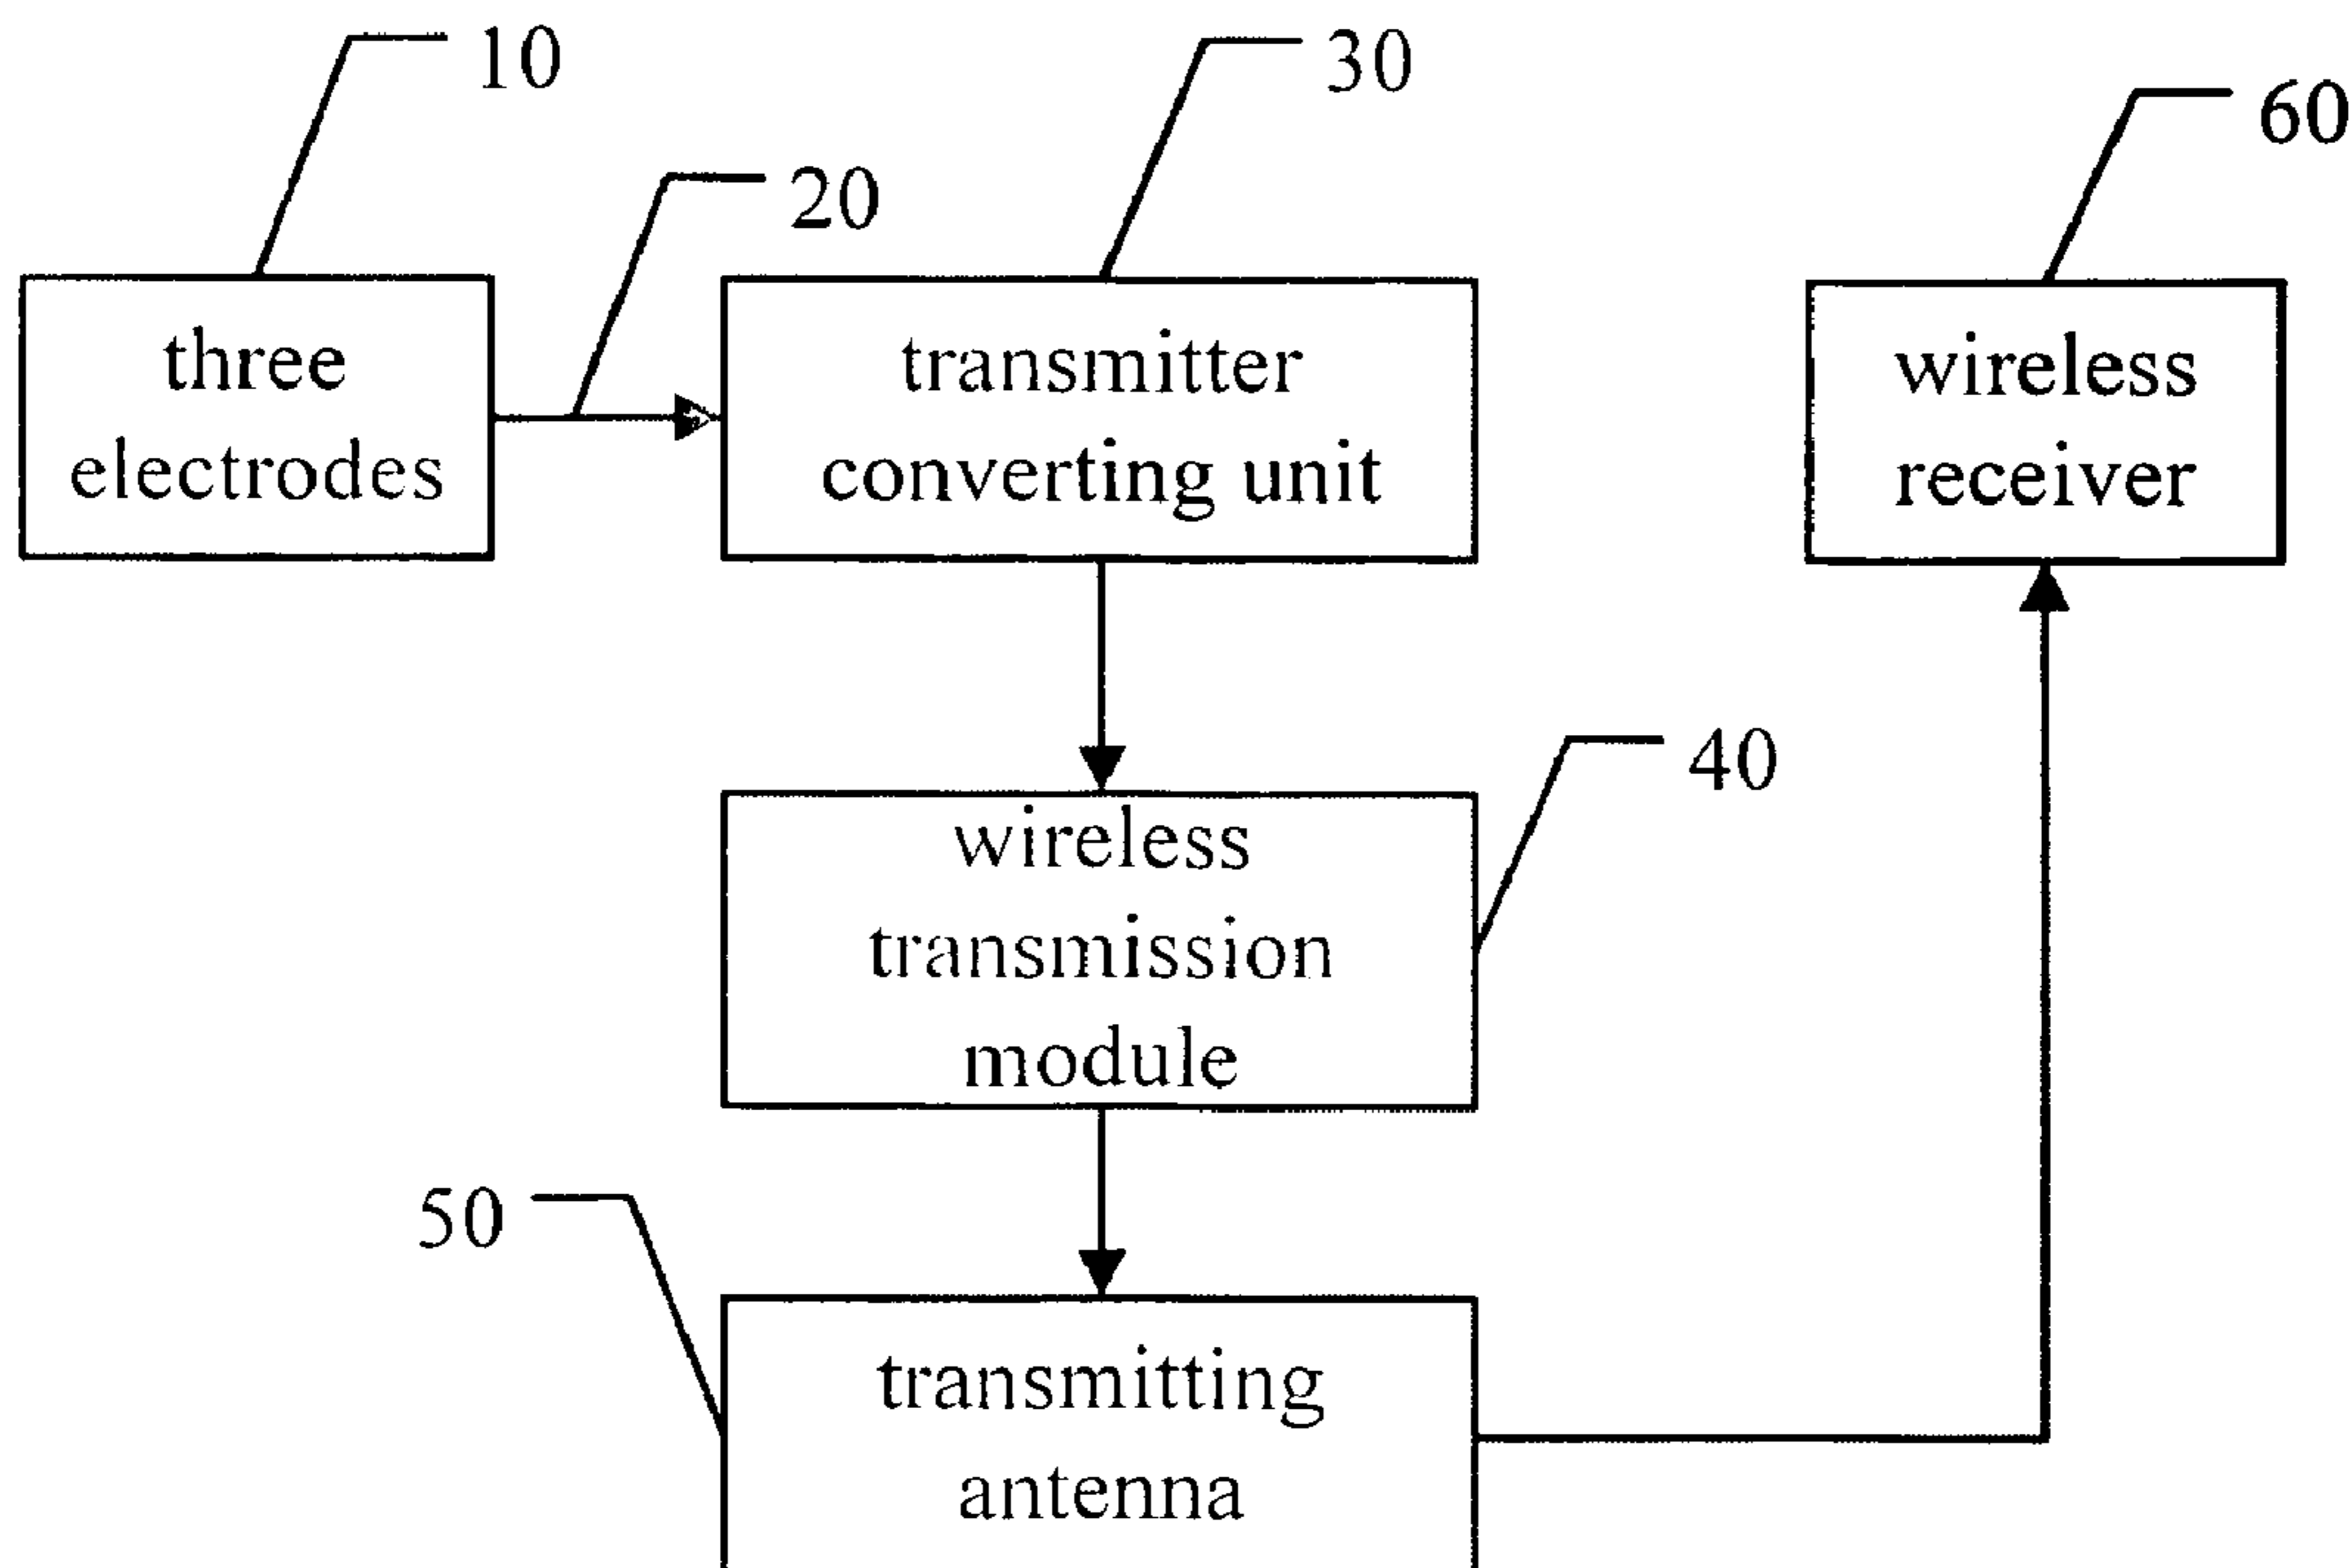 10
30
60
20
three
electrodes
transmitter
converting unit
wireless
receiver
40
wireless
transmission
module
50
transmitting
antenna